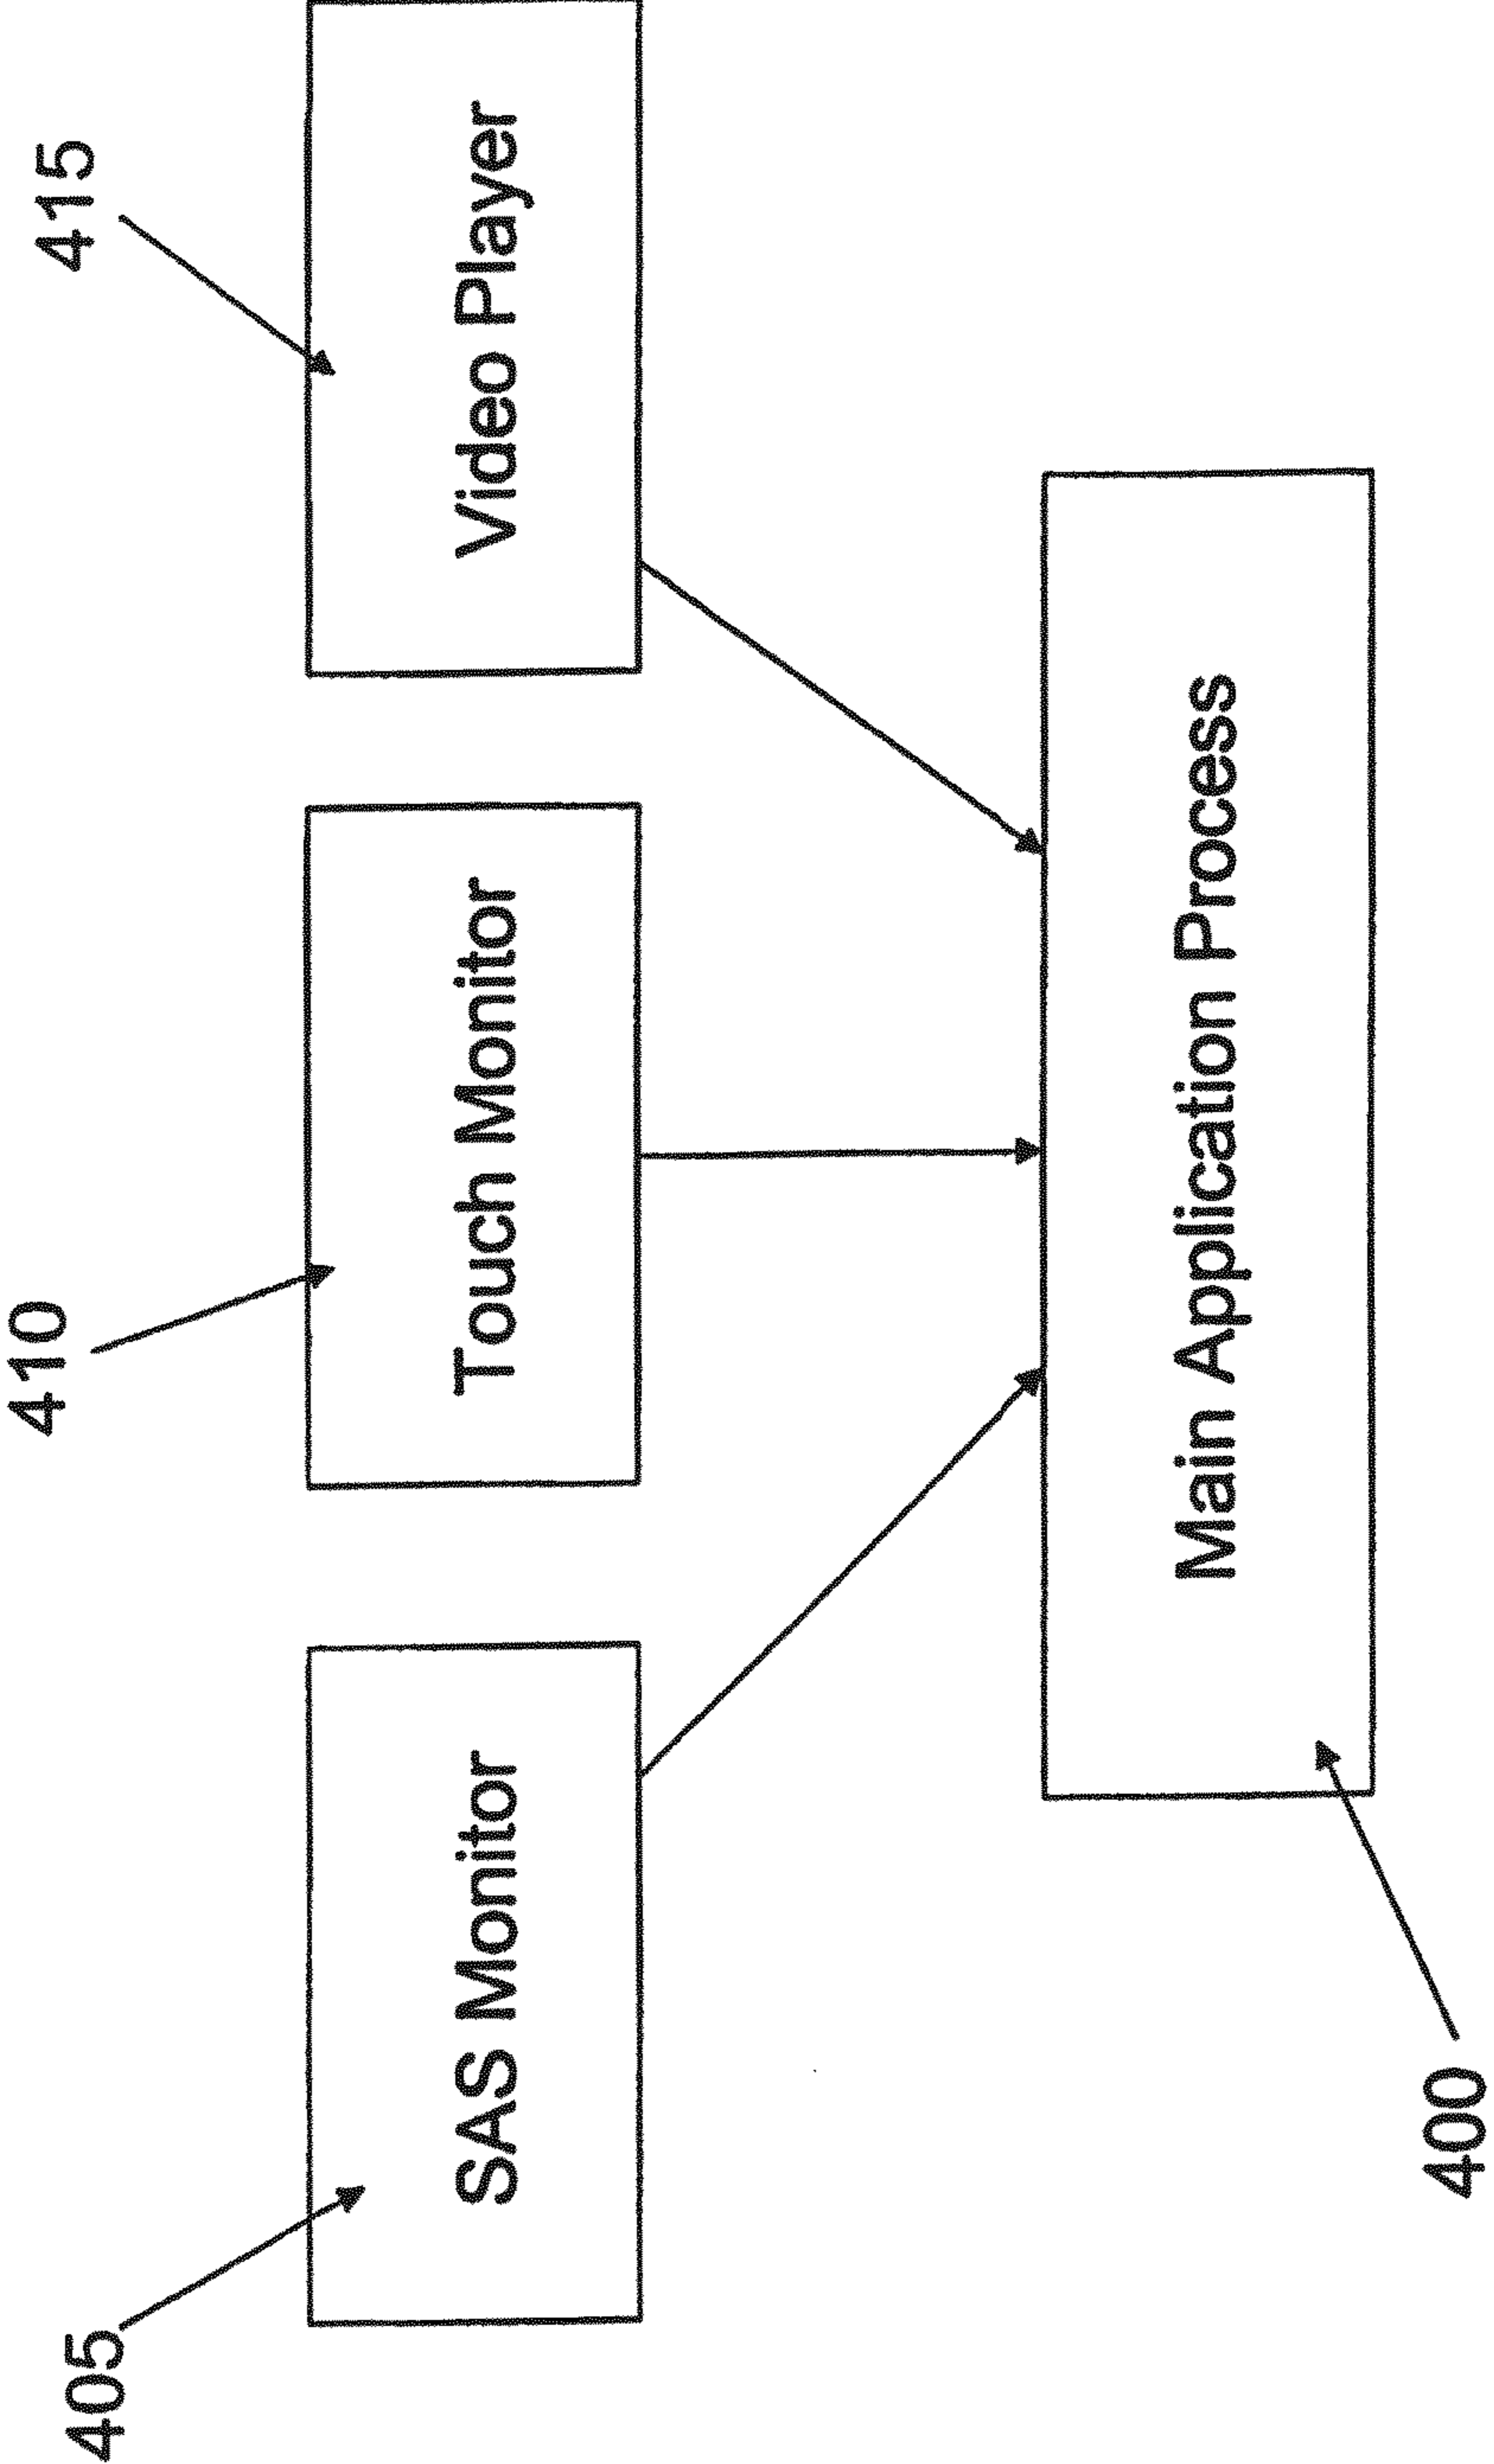 405
410
415
SAS Monitor
Touch Monitor
Video Player
Main Application Process
400